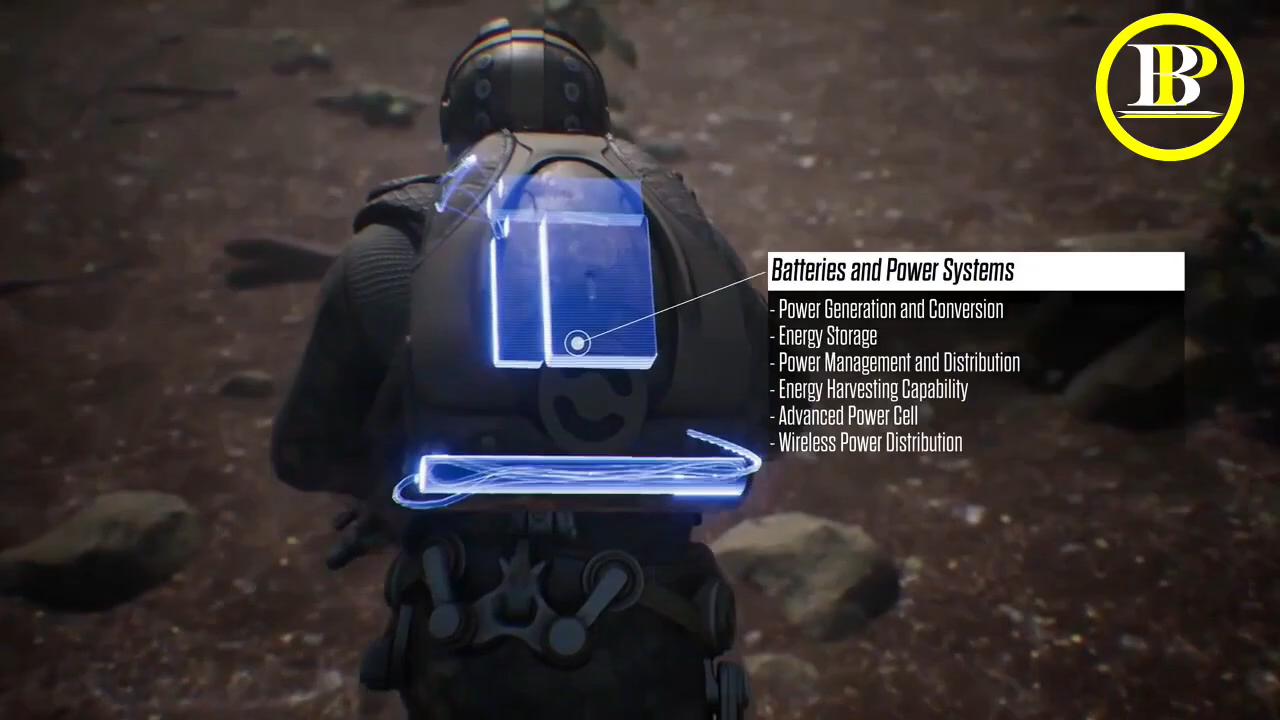 BP
Batteries and Power Systems
- Power Generation and Conversion
- Energy Storage
- Power Management and Distribution
- Energy Harvesting Capability
- Advanced Power Cell
- Wireless Power Distribution